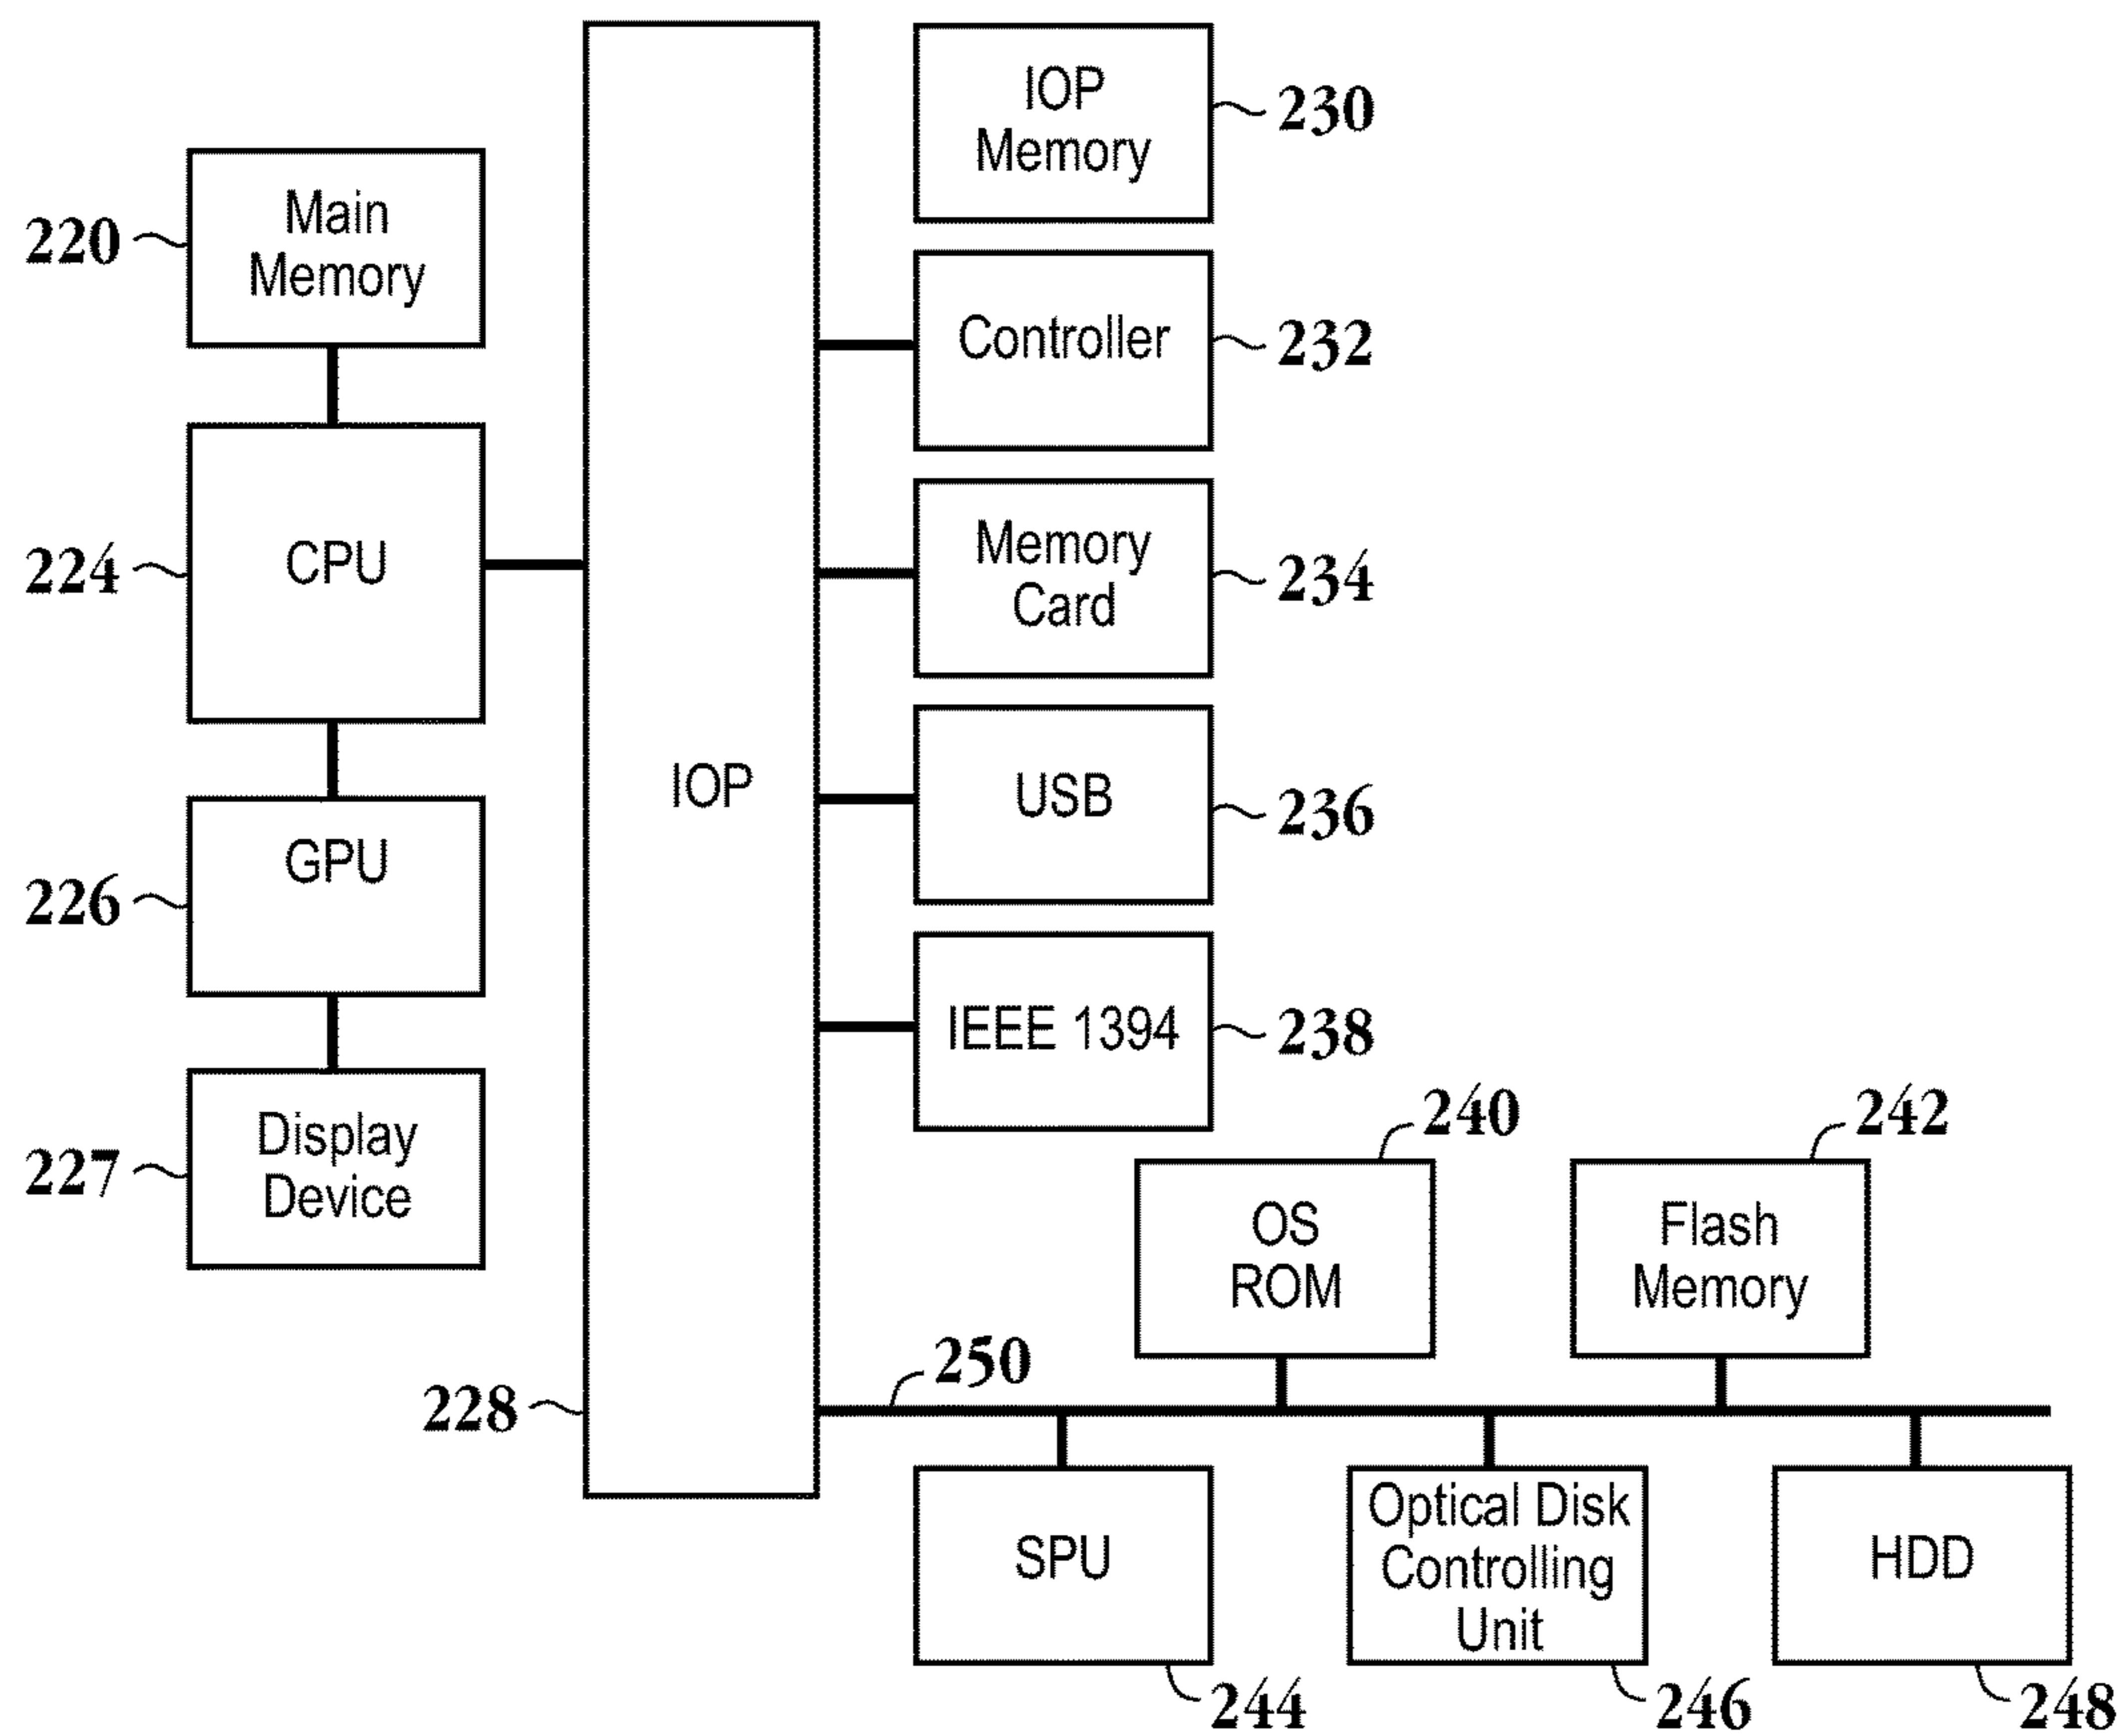 IOP
Memory
230
Main
Memory
220
Controller
232
CPU
224
Memory
Card
234
IOP
USB
236
GPU
226
IEEE 1394
238
Display
Device
227
240
242
OS
ROM
Flash
Memory
250
228
SPU
Optical Disk
Controlling
Unit
HDD
244
246
248